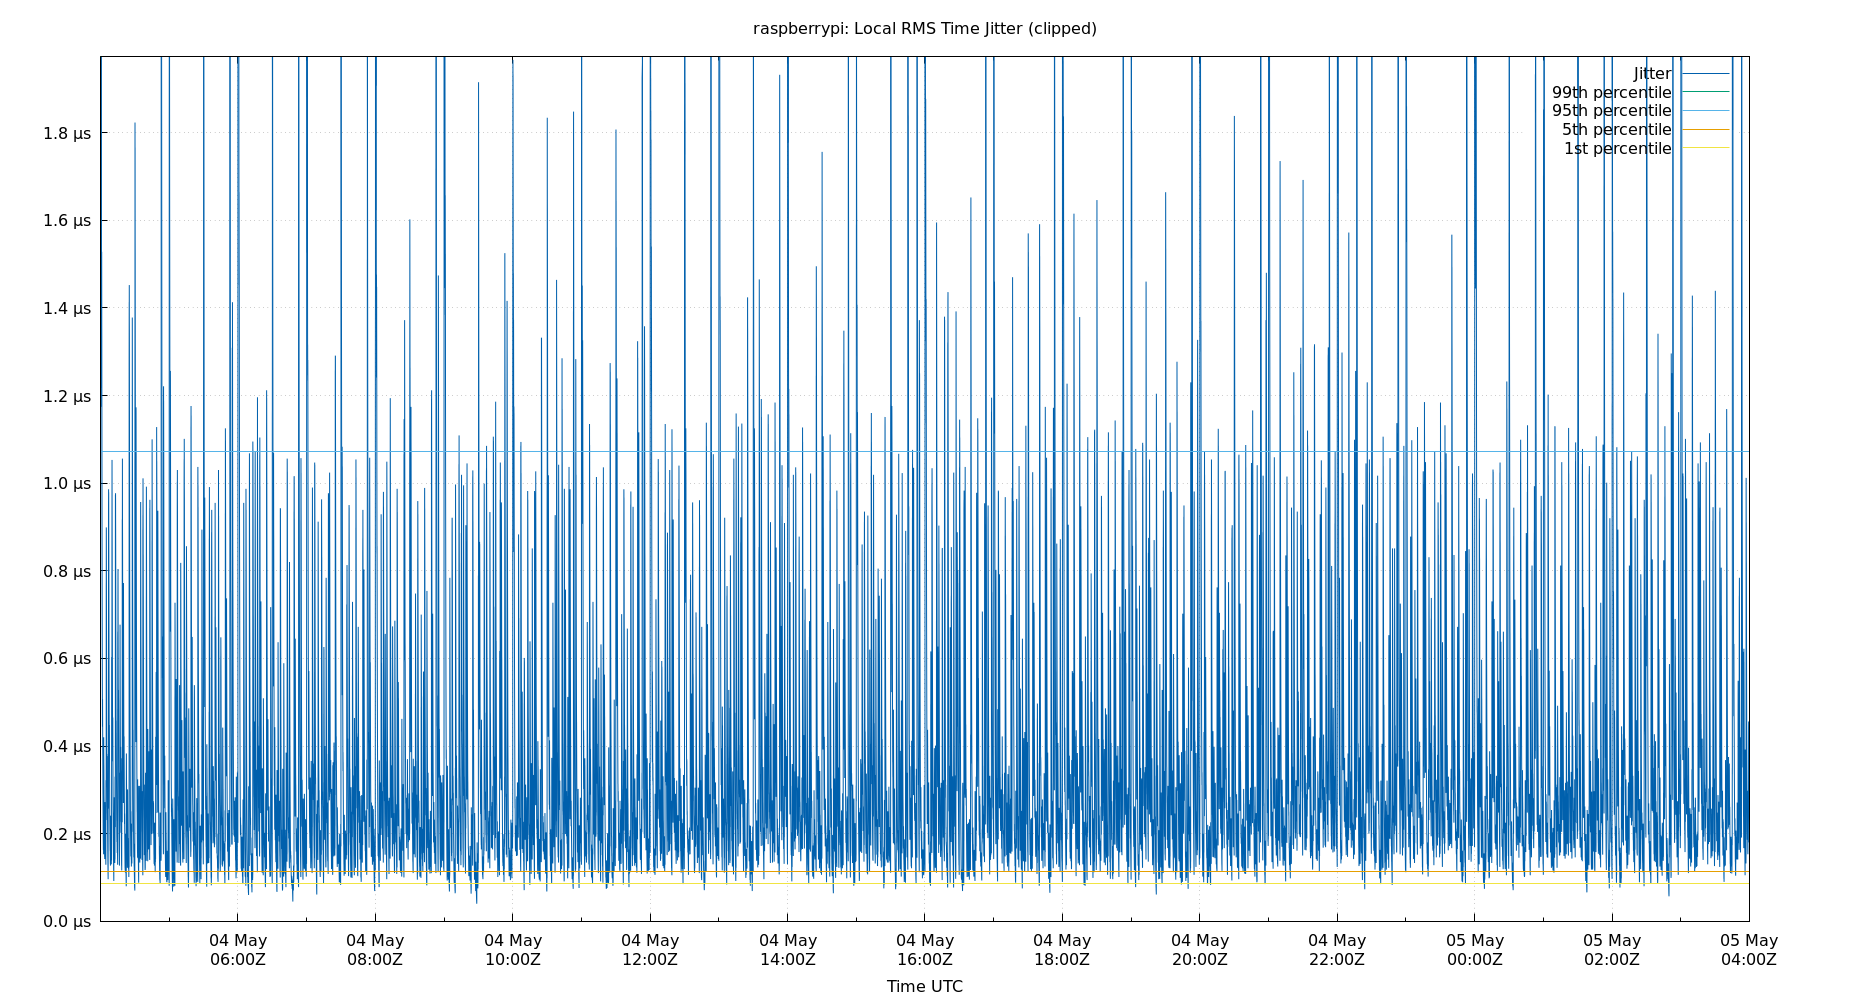 raspberrypi: Local RMS Time Jitter (clipped)
Jitter
99th percentile
95th percentile
5th percentile
1st percentile
1.8 µs
1.6 µs
1.4 µs
1.2 µs
1.0 µs
0.8 µs
0.6 µs
0.4 µs
0.2 µs
0.0 µs
04 May 04 May 04 May 04 May 04 May 04 May 04 May 04 May 04 May 05 May 05 May 05 May
06:00Z 08:00Z 10:00Z 12:00Z 14:00Z 16:00Z 18:00Z 20:00Z 22:00Z 00:00Z 02:00Z 04:00Z
Time UTC